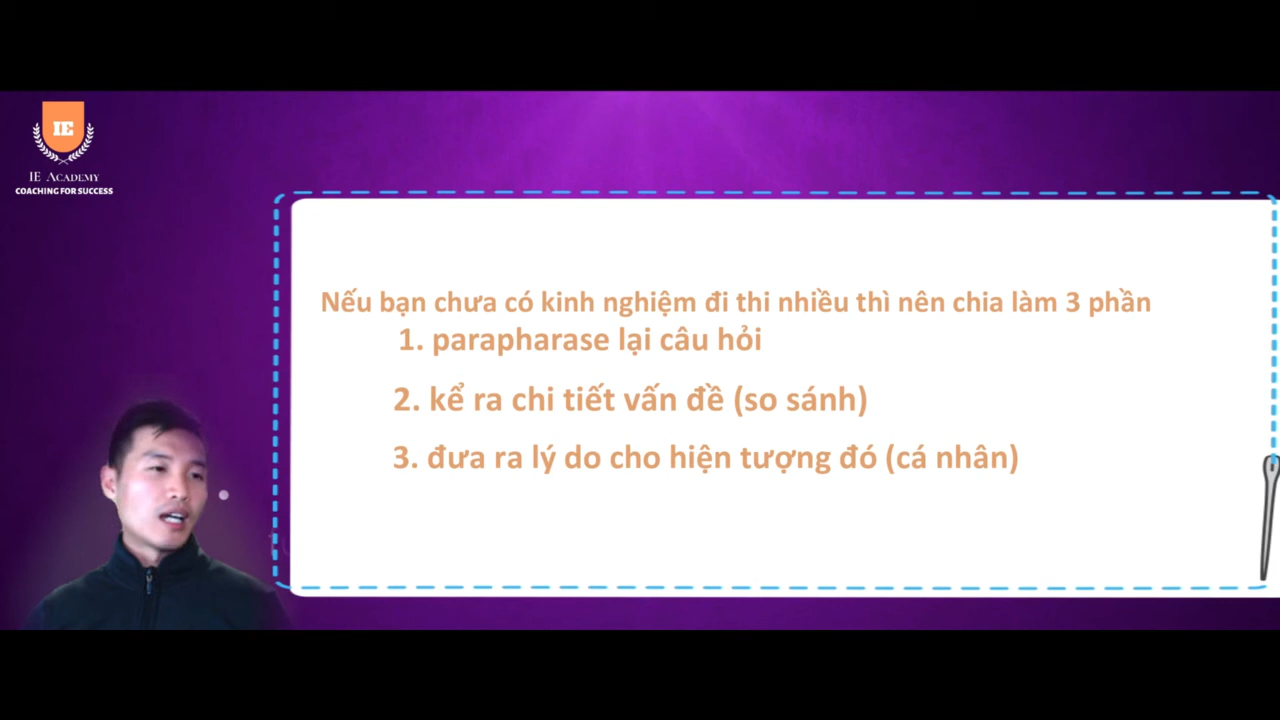 IE
IE ACADEMY
COACHING FOR SUCCESS
Nếu bạn chưa có kinh nghiệm đi thi nhiều thì nên chia làm 3 phần
1. parapharase lại câu hỏi
2. kể ra chi tiết vấn đề (so sánh)
3. đưa ra lý do cho hiện tượng đó (cá nhân)